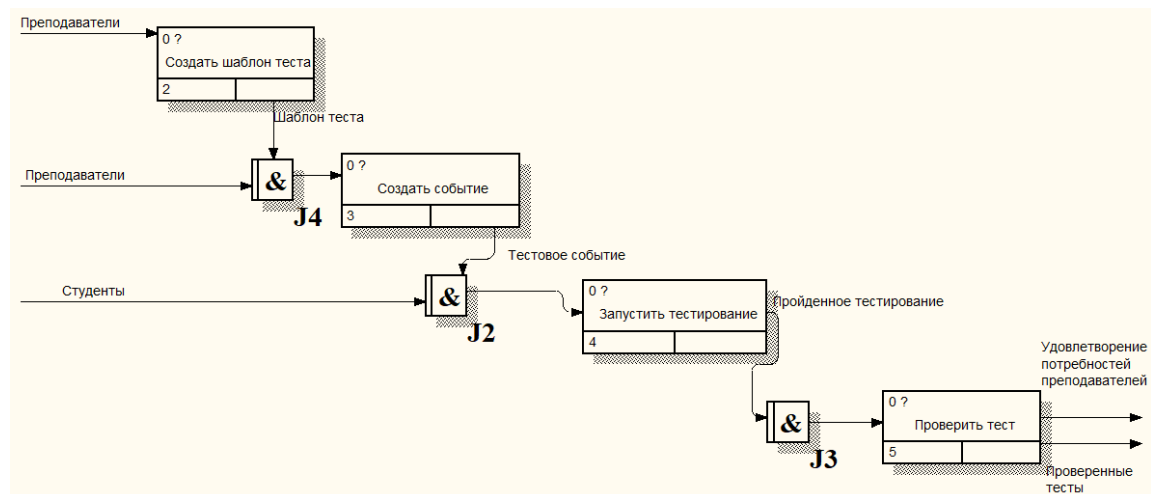 Преподаватели
0 ?
Создать шаблон теста
2
Шаблон теста
Преподаватели
&
J4
0 ?
Создать событие
3
Тестовое событие
Студенты
&
J2
0 ?
Запустить тестирование
4
Пройденное тестирование
&
J3
0 ?
Проверить тест
5
Удовлетворение
потребностей
преподавателей
Проверенные
тесты